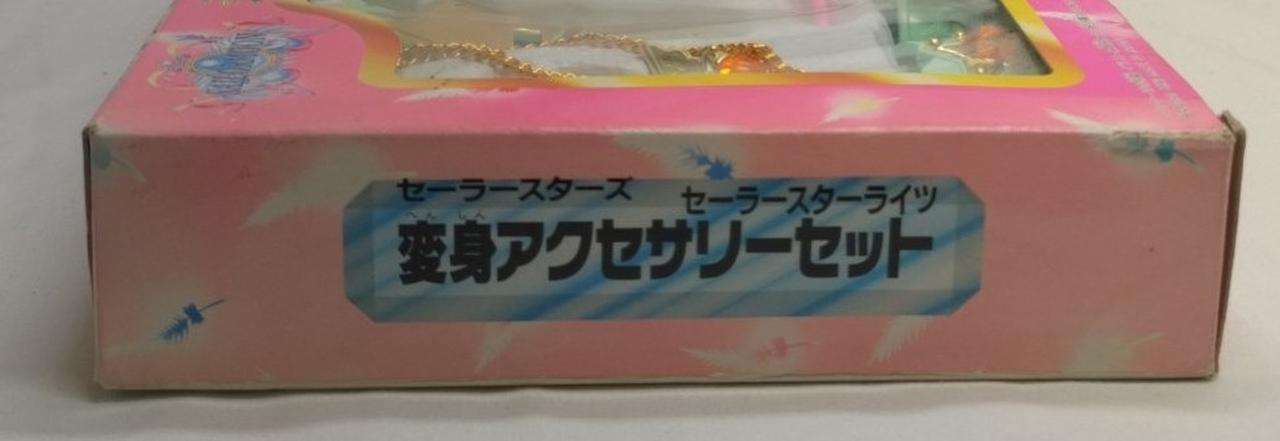 セーラースターズ セーラースターライツ
へん しん
変身アクセサリーセット